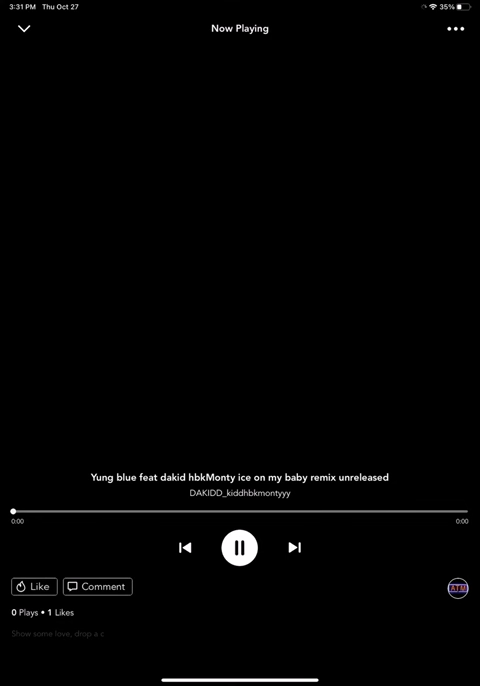 3:31 PM Thu Oct 27 35%
Now Playing
Yung blue feat dakid hbkMonty ice on my baby remix unreleased
DAKIDD_kiddhbkmontyyy
0:00 0:00
Like Comment ATM
0 Plays • 1 Likes
Show some love, drop a c